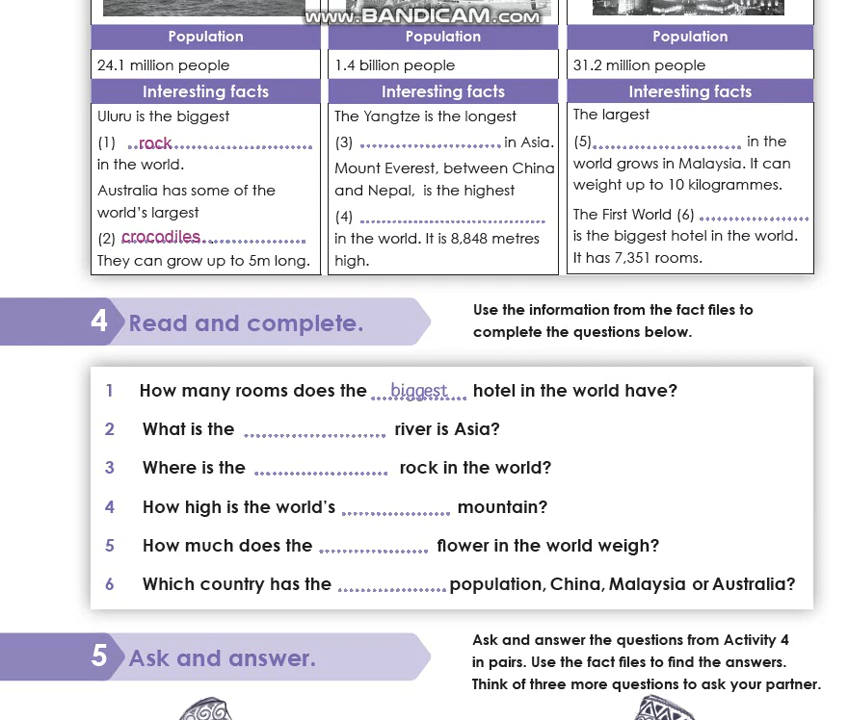 www.BANDICAM.com
Population
24.1 million people
Interesting facts
Uluru is the biggest
(1) rock
in the world.
Australia has some of the
world's largest
(2) crocodiles
They can grow up to 5m long.
Population
1.4 billion people
Interesting facts
The Yangtze is the longest
(3) in Asia.
Mount Everest, between China
and Nepal, is the highest
(4)
in the world. It is 8,848 metres
high.
Population
31.2 million people
Interesting facts
The largest
(5) in the
world grows in Malaysia. It can
weight up to 10 kilogrammes.
The First World (6)
is the biggest hotel in the world.
It has 7,351 rooms.
4 Read and complete.
Use the information from the fact files to
complete the questions below.
1 How many rooms does the biggest hotel in the world have?
2 What is the river is Asia?
3 Where is the rock in the world?
4 How high is the world's mountain?
5 How much does the flower in the world weigh?
6 Which country has the population, China, Malaysia or Australia?
5 Ask and answer.
Ask and answer the questions from Activity 4
in pairs. Use the fact files to find the answers.
Think of three more questions to ask your partner.